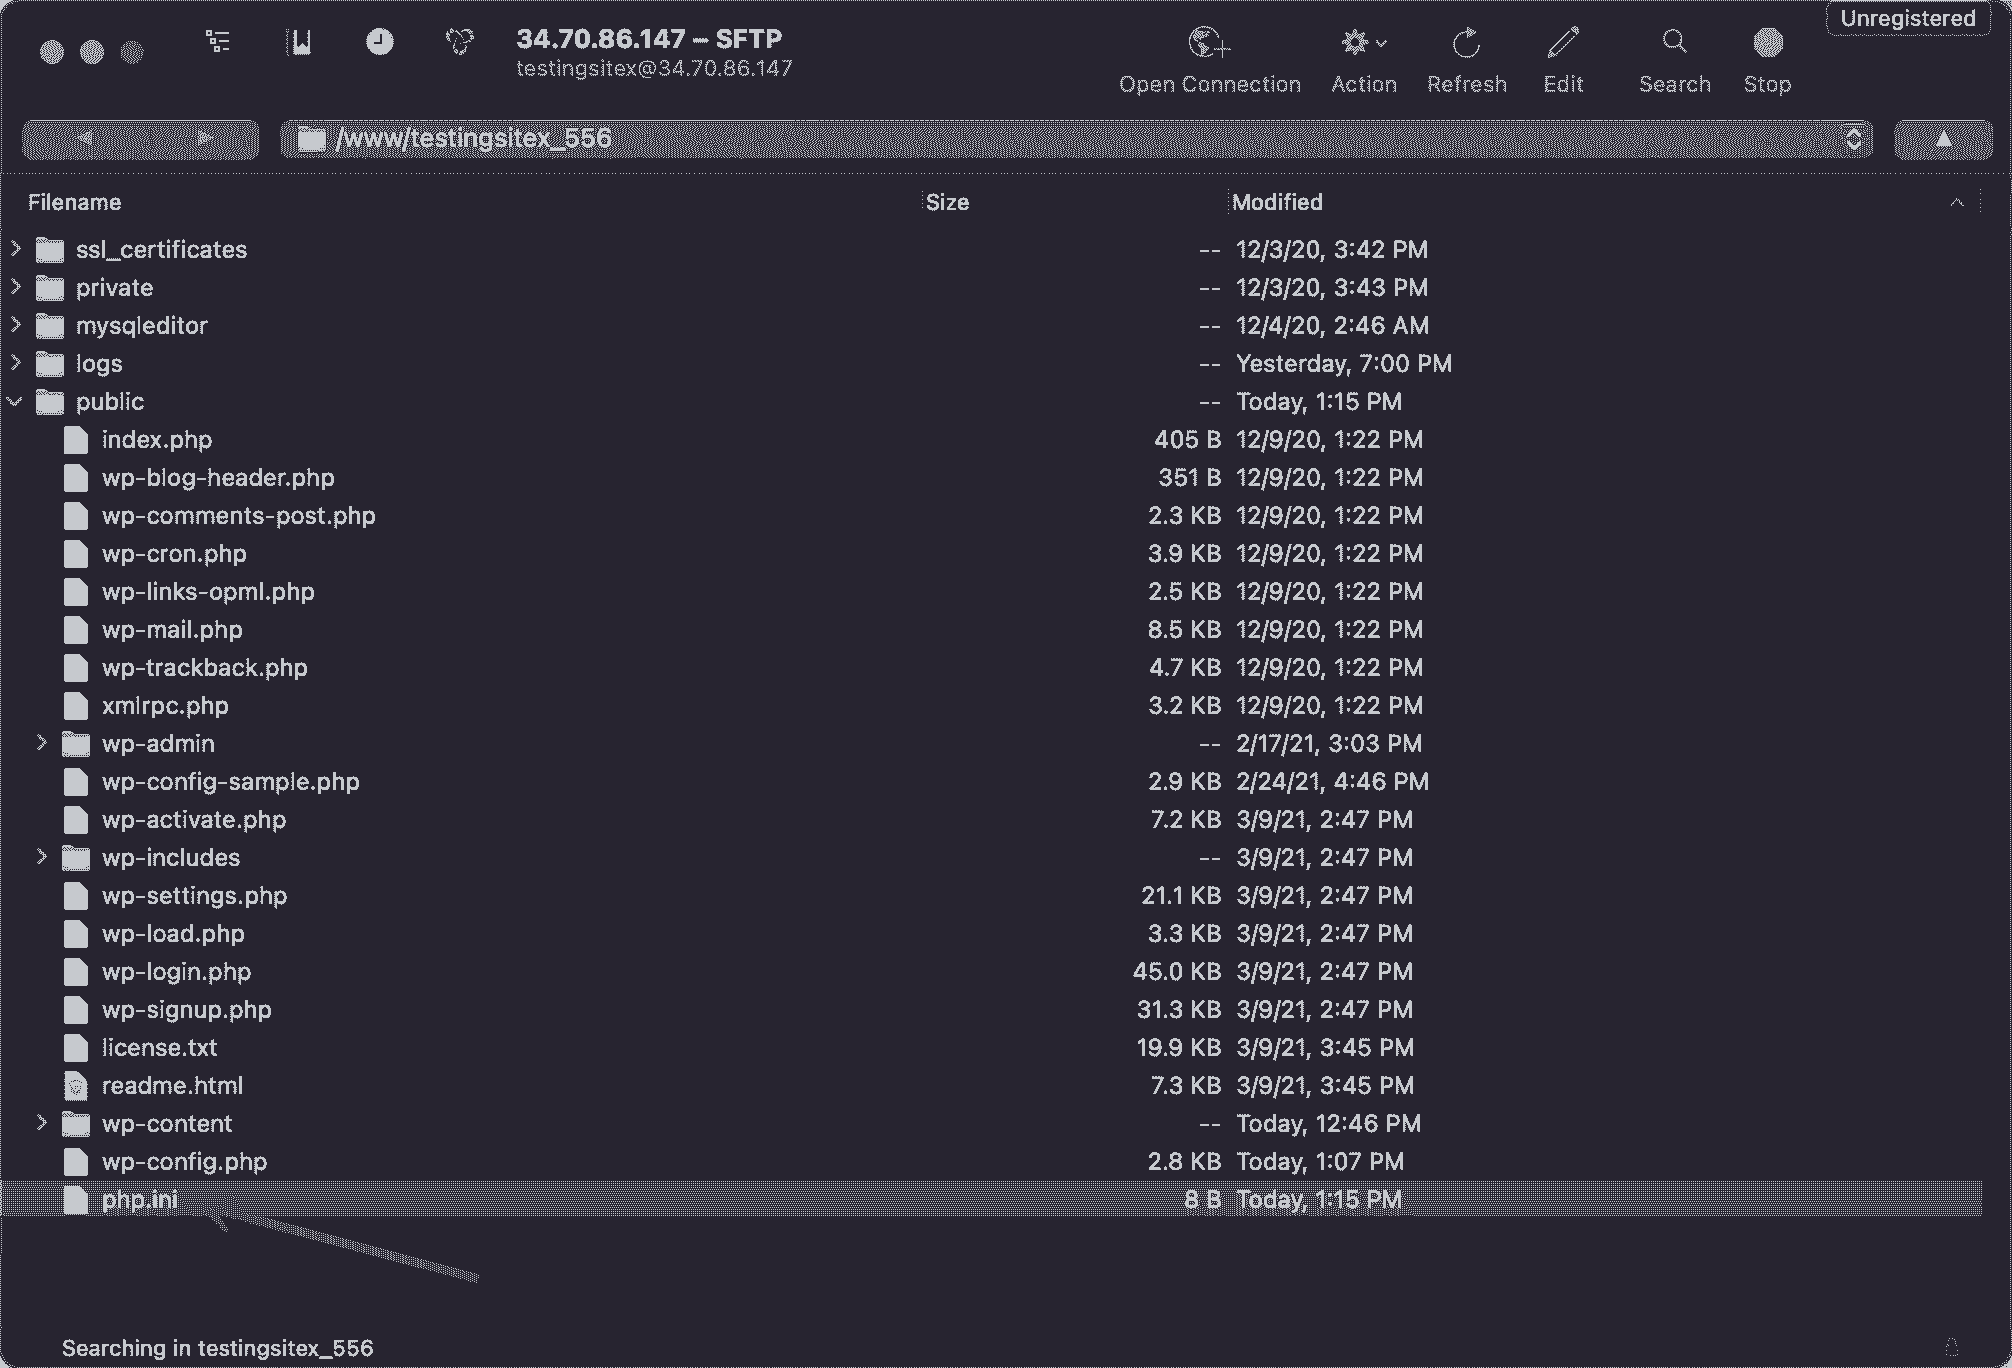 34.70.86.147 – SFTP
testingsitex@34.70.86.147
Open Connection
Action
Refresh
Edit
Search
Stop
Unregistered
/www/testingsitex_556
Filename Size Modified
ssl_certificates -- 12/3/20, 3:42 PM
private -- 12/3/20, 3:43 PM
mysqleditor -- 12/4/20, 2:46 AM
logs -- Yesterday, 7:00 PM
public -- Today, 1:15 PM
index.php 405 B 12/9/20, 1:22 PM
wp-blog-header.php 351 B 12/9/20, 1:22 PM
wp-comments-post.php 2.3 KB 12/9/20, 1:22 PM
wp-cron.php 3.9 KB 12/9/20, 1:22 PM
wp-links-opml.php 2.5 KB 12/9/20, 1:22 PM
wp-mail.php 8.5 KB 12/9/20, 1:22 PM
wp-trackback.php 4.7 KB 12/9/20, 1:22 PM
xmlrpc.php 3.2 KB 12/9/20, 1:22 PM
wp-admin -- 2/17/21, 3:03 PM
wp-config-sample.php 2.9 KB 2/24/21, 4:46 PM
wp-activate.php 7.2 KB 3/9/21, 2:47 PM
wp-includes -- 3/9/21, 2:47 PM
wp-settings.php 21.1 KB 3/9/21, 2:47 PM
wp-load.php 3.3 KB 3/9/21, 2:47 PM
wp-login.php 45.0 KB 3/9/21, 2:47 PM
wp-signup.php 31.3 KB 3/9/21, 2:47 PM
license.txt 19.9 KB 3/9/21, 3:45 PM
readme.html 7.3 KB 3/9/21, 3:45 PM
wp-content -- Today, 12:46 PM
wp-config.php 2.8 KB Today, 1:07 PM
php.ini 8 B Today, 1:15 PM
Searching in testingsitex_556